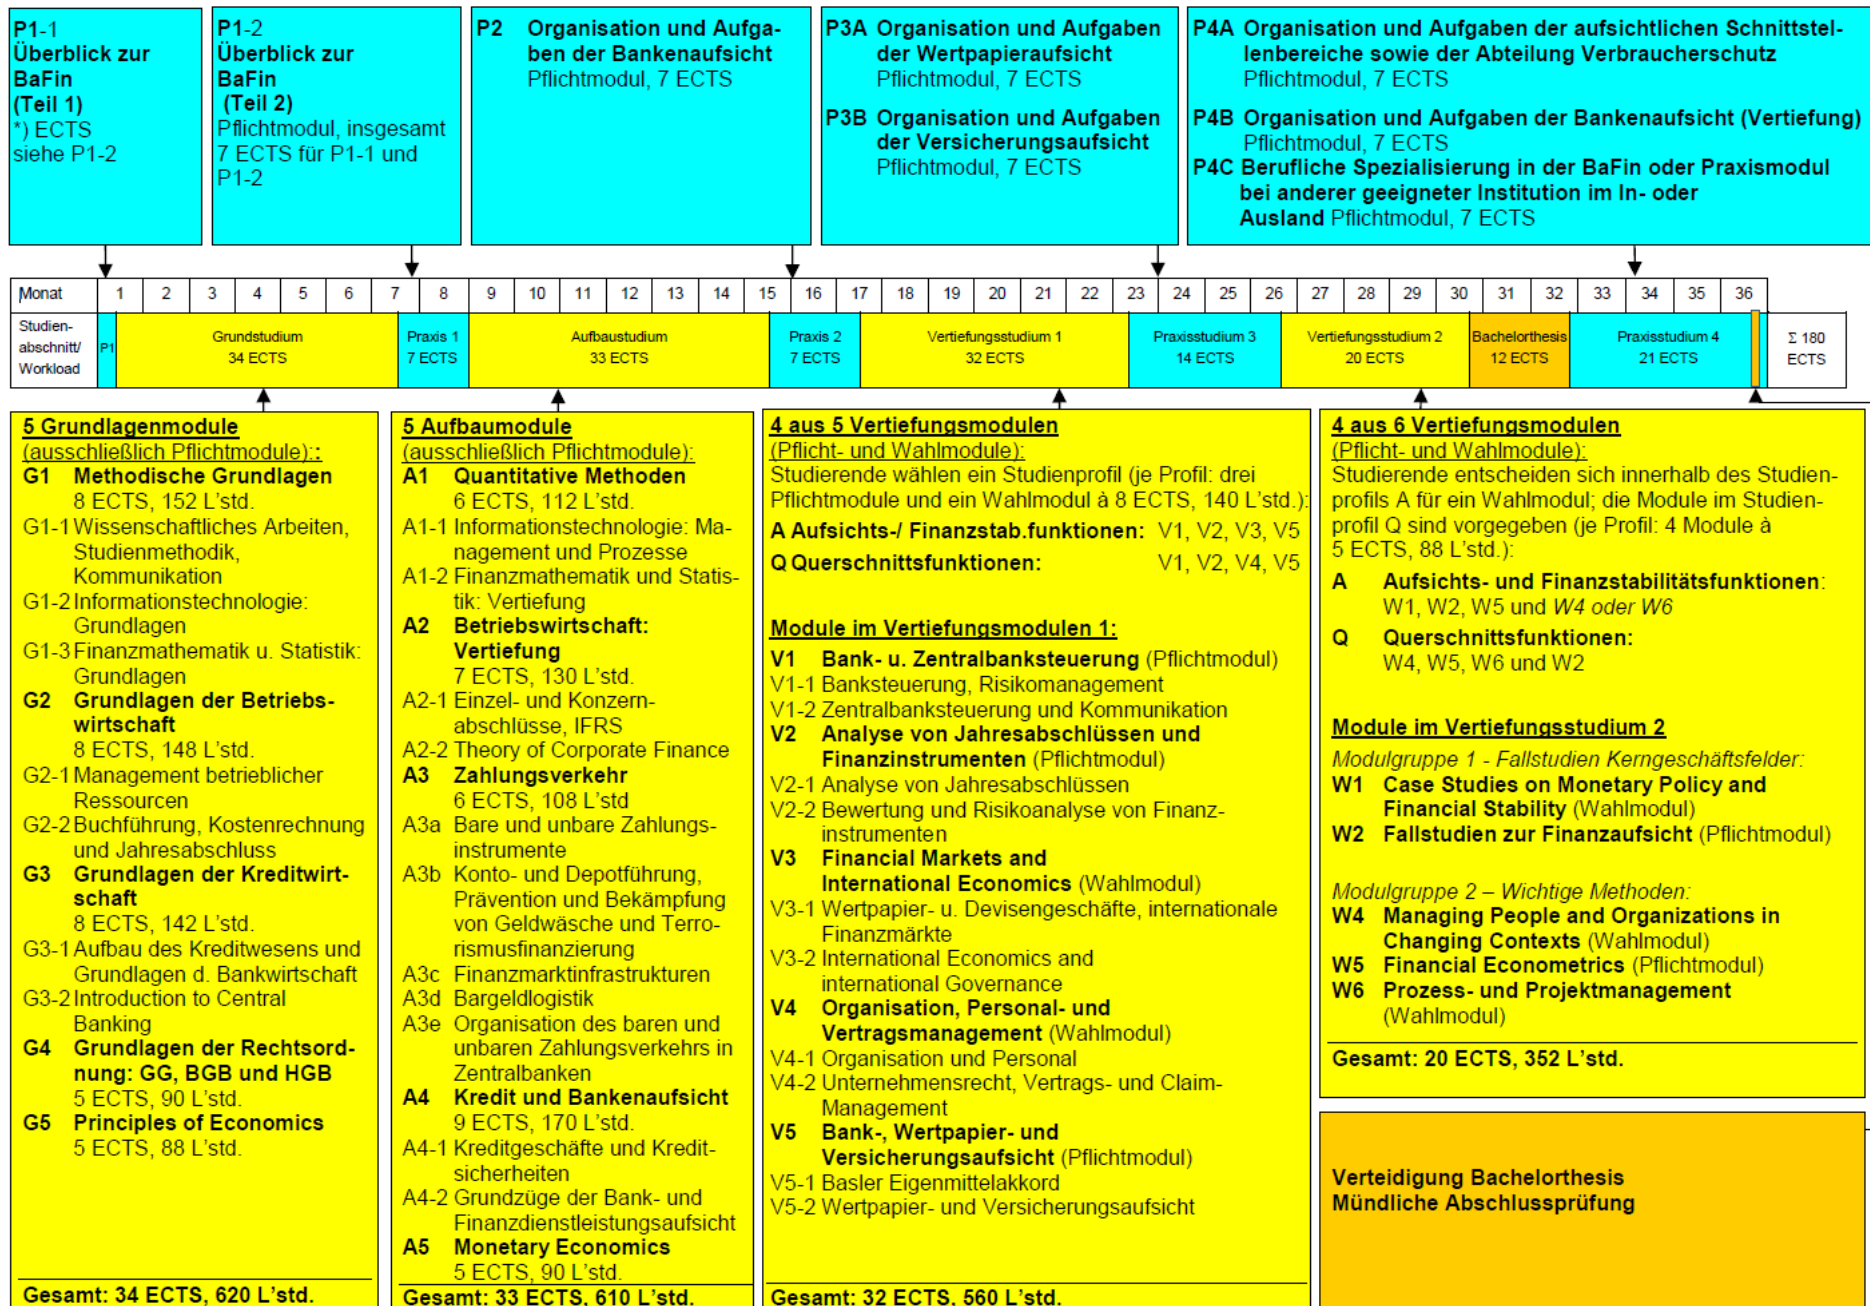 P1-1
Überblick zur
BaFin
(Teil 1)
*) ECTS
siehe P1-2
P1-2
Überblick zur
BaFin
(Teil 2)
Pflichtmodul, insgesamt
7 ECTS für P1-1 und
P1-2
P2 Organisation und Aufga-
ben der Bankenaufsicht
Pflichtmodul, 7 ECTS
P3A Organisation und Aufgaben
der Wertpapieraufsicht
Pflichtmodul, 7 ECTS
P3B Organisation und Aufgaben
der Versicherungsaufsicht
Pflichtmodul, 7 ECTS
P4A Organisation und Aufgaben der aufsichtlichen Schnittstel-
lenbereiche sowie der Abteilung Verbraucherschutz
Pflichtmodul, 7 ECTS
P4B Organisation und Aufgaben der Bankenaufsicht (Vertiefung)
Pflichtmodul, 7 ECTS
P4C Berufliche Spezialisierung in der BaFin oder Praxismodul
bei anderer geeigneter Institution im In- oder
Ausland Pflichtmodul, 7 ECTS
Monat 1 2 3 4 5 6 7 8 9 10 11 12 13 14 15 16 17 18 19 20 21 22 23 24 25 26 27 28 29 30 31 32 33 34 35 36
Studien-
abschnitt/
Workload
P1
Grundstudium
34 ECTS
Praxis 1
7 ECTS
Aufbaustudium
33 ECTS
Praxis 2
7 ECTS
Vertiefungsstudium 1
32 ECTS
Praxisstudium 3
14 ECTS
Vertiefungsstudium 2
20 ECTS
Bachelorthesis
12 ECTS
Praxisstudium 4
21 ECTS
Σ 180
ECTS
5 Grundlagenmodule
(ausschließlich Pflichtmodule)::
G1 Methodische Grundlagen
8 ECTS, 152 L'std.
G1-1 Wissenschaftliches Arbeiten,
Studienmethodik,
Kommunikation
G1-2 Informationstechnologie:
Grundlagen
G1-3 Finanzmathematik u. Statistik:
Grundlagen
G2 Grundlagen der Betriebs-
wirtschaft
8 ECTS, 148 L'std.
G2-1 Management betrieblicher
Ressourcen
G2-2 Buchführung, Kostenrechnung
und Jahresabschluss
G3 Grundlagen der Kreditwirt-
schaft
8 ECTS, 142 L'std.
G3-1 Aufbau des Kreditwesens und
Grundlagen d. Bankwirtschaft
G3-2 Introduction to Central
Banking
G4 Grundlagen der Rechtsord-
nung: GG, BGB und HGB
5 ECTS, 90 L'std.
G5 Principles of Economics
5 ECTS, 88 L'std.
Gesamt: 34 ECTS, 620 L'std.
5 Aufbaumodule
(ausschließlich Pflichtmodule):
A1 Quantitative Methoden
6 ECTS, 112 L'std.
A1-1 Informationstechnologie: Ma-
nagement und Prozesse
A1-2 Finanzmathematik und Statis-
tik: Vertiefung
A2 Betriebswirtschaft:
Vertiefung
7 ECTS, 130 L'std.
A2-1 Einzel- und Konzern-
abschlüsse, IFRS
A2-2 Theory of Corporate Finance
A3 Zahlungsverkehr
6 ECTS, 108 L'std
A3a Bare und unbare Zahlungs-
instrumente
A3b Konto- und Depotführung,
Prävention und Bekämpfung
von Geldwäsche und Terro-
rismusfinanzierung
A3c Finanzmarktinfrastrukturen
A3d Bargeldlogistik
A3e Organisation des baren und
unbaren Zahlungsverkehrs in
Zentralbanken
A4 Kredit und Bankenaufsicht
9 ECTS, 170 L'std.
A4-1 Kreditgeschäfte und Kredit-
sicherheiten
A4-2 Grundzüge der Bank- und
Finanzdienstleistungsaufsicht
A5 Monetary Economics
5 ECTS, 90 L'std.
Gesamt: 33 ECTS, 610 L'std.
4 aus 5 Vertiefungsmodulen
(Pflicht- und Wahlmodule):
Studierende wählen ein Studienprofil (je Profil: drei
Pflichtmodule und ein Wahlmodul à 8 ECTS, 140 L'std.):
A Aufsichts-/ Finanzstab.funktionen: V1, V2, V3, V5
Q Querschnittsfunktionen: V1, V2, V4, V5
Module im Vertiefungsmodulen 1:
V1 Bank- u. Zentralbanksteuerung (Pflichtmodul)
V1-1 Banksteuerung, Risikomanagement
V1-2 Zentralbanksteuerung und Kommunikation
V2 Analyse von Jahresabschlüssen und
Finanzinstrumenten (Pflichtmodul)
V2-1 Analyse von Jahresabschlüssen
V2-2 Bewertung und Risikoanalyse von Finanz-
instrumenten
V3 Financial Markets and
International Economics (Wahlmodul)
V3-1 Wertpapier- u. Devisengeschäfte, internationale
Finanzmärkte
V3-2 International Economics and
international Governance
V4 Organisation, Personal- und
Vertragsmanagement (Wahlmodul)
V4-1 Organisation und Personal
V4-2 Unternehmensrecht, Vertrags- und Claim-
Management
V5 Bank-, Wertpapier- und
Versicherungsaufsicht (Pflichtmodul)
V5-1 Basler Eigenmittelakkord
V5-2 Wertpapier- und Versicherungsaufsicht
Gesamt: 32 ECTS, 560 L'std.
4 aus 6 Vertiefungsmodulen
(Pflicht- und Wahlmodule):
Studierende entscheiden sich innerhalb des Studien-
profils A für ein Wahlmodul; die Module im Studien-
profil Q sind vorgegeben (je Profil: 4 Module à
5 ECTS, 88 L'std.):
A Aufsichts- und Finanzstabilitätsfunktionen:
W1, W2, W5 und W4 oder W6
Q Querschnittsfunktionen:
W4, W5, W6 und W2
Module im Vertiefungsstudium 2
Modulgruppe 1 - Fallstudien Kerngeschäftsfelder:
W1 Case Studies on Monetary Policy and
Financial Stability (Wahlmodul)
W2 Fallstudien zur Finanzaufsicht (Pflichtmodul)
Modulgruppe 2 – Wichtige Methoden:
W4 Managing People and Organizations in
Changing Contexts (Wahlmodul)
W5 Financial Econometrics (Pflichtmodul)
W6 Prozess- und Projektmanagement
(Wahlmodul)
Gesamt: 20 ECTS, 352 L'std.
Verteidigung Bachelorthesis
Mündliche Abschlussprüfung